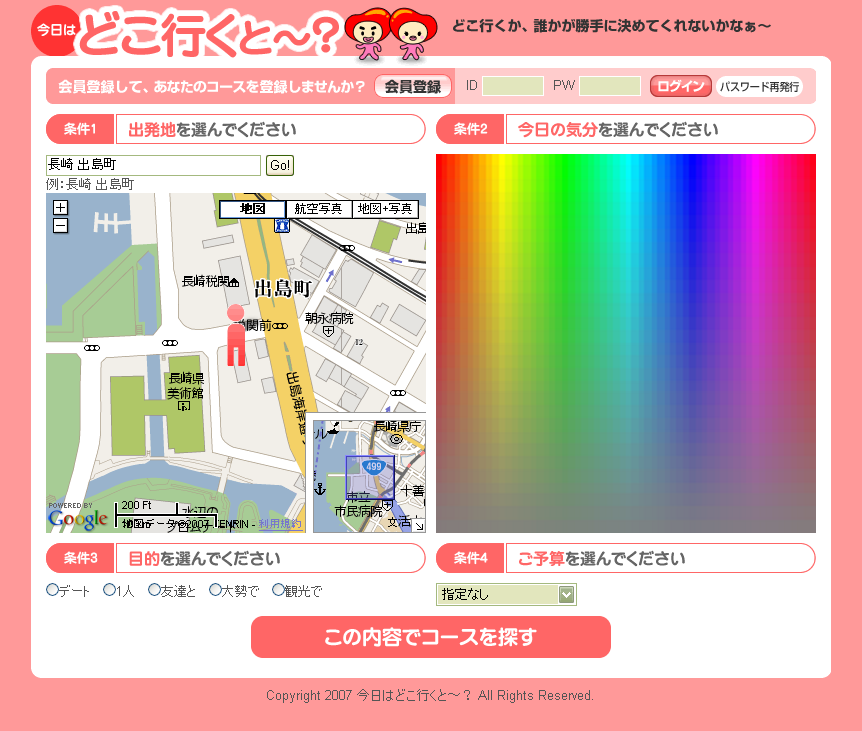 今日は どこ行くと～？
どこ行くか、誰かが勝手に決めてくれないかなぁ～
会員登録して、あなたのコースを登録しませんか？ 会員登録 ID PW ログイン パスワード再発行
条件1 出発地を選んでください
条件2 今日の気分を選んでください
長崎 出島町 Go!
例：長崎 出島町
+
−
地図 航空写真 地図+写真
出島
長崎税関
出島町
税関前
朝永病院
12
長崎県
美術館
出島海岸通り
長崎県庁
499
十善
市立
市民病院
文活
水辺の
POWERED BY
Google
200 Ft
地図データ ©2007 ZENRIN - 利用規約
条件3 目的を選んでください
条件4 ご予算を選んでください
デート 1人 友達と 大勢で 観光で
指定なし
この内容でコースを探す
Copyright 2007 今日はどこ行くと～？ All Rights Reserved.